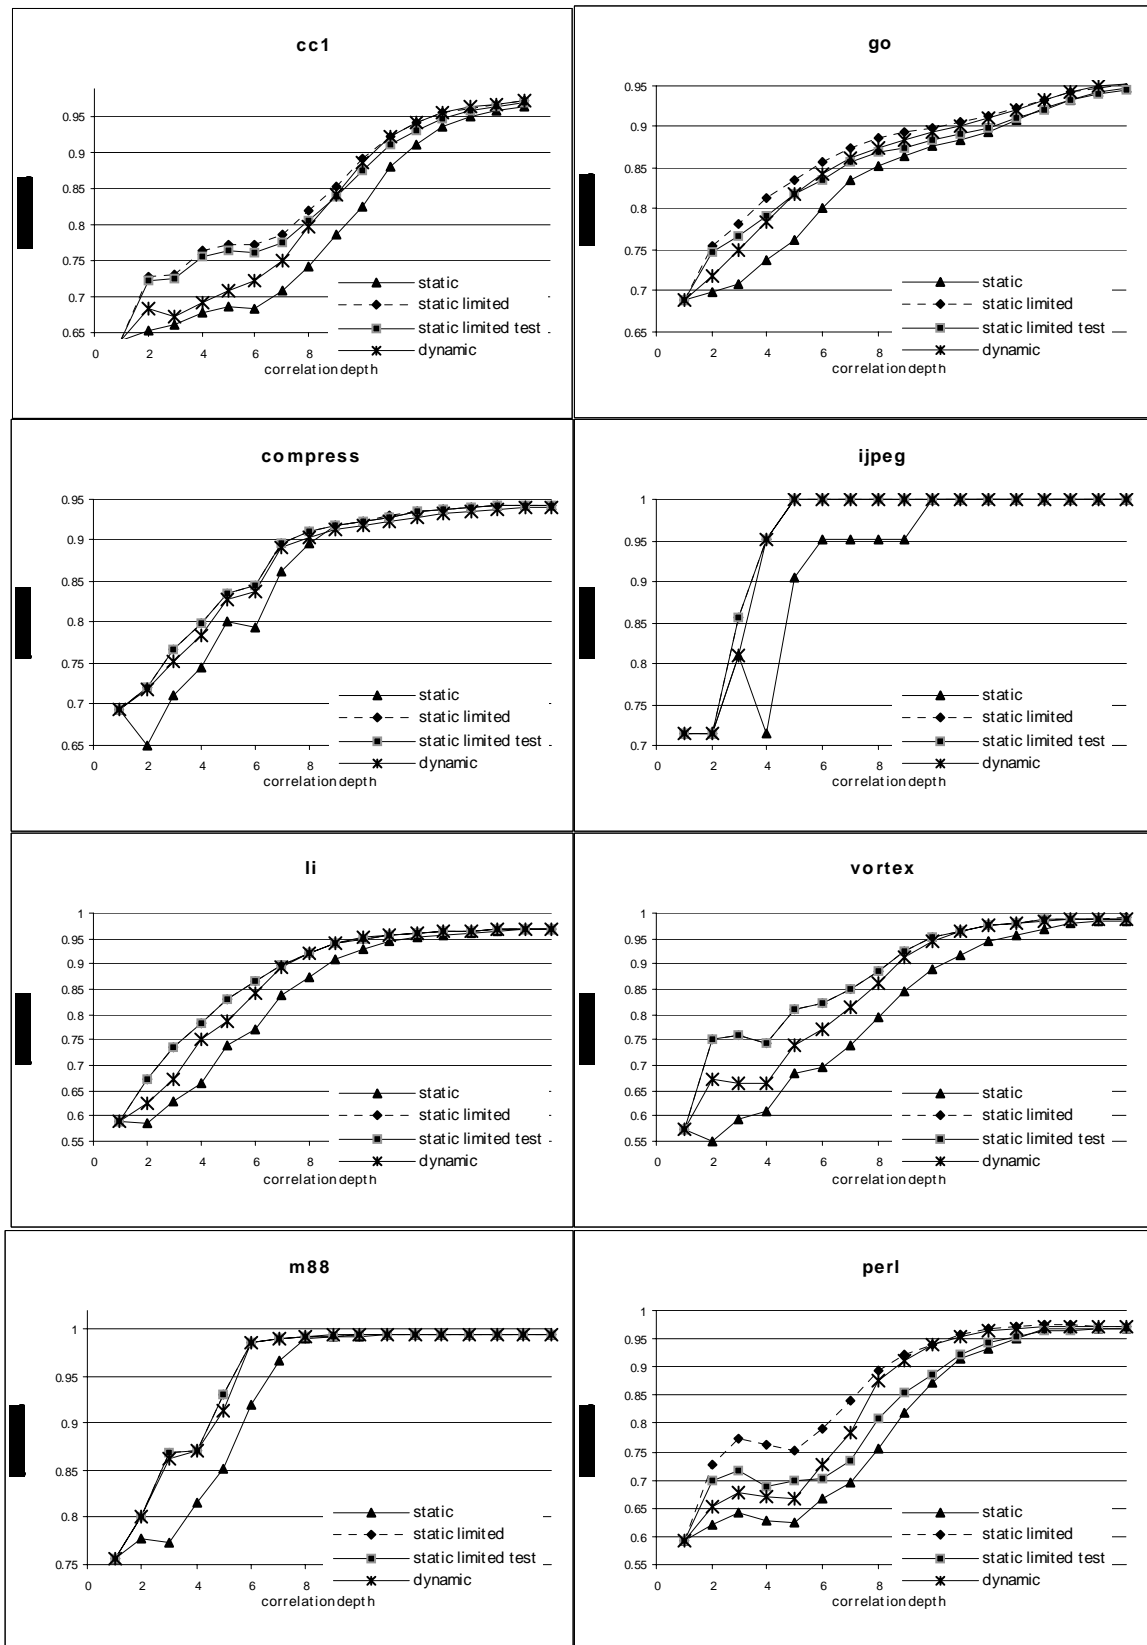 cc1
0.95
0.9
0.85
0.8
0.75
0.7
0.65
0 2 4 6 8
correlation depth
static
static limited
static limited test
dynamic
go
0.95
0.9
0.85
0.8
0.75
0.7
0.65
0 2 4 6 8
correlation depth
static
static limited
static limited test
dynamic
compress
0.95
0.9
0.85
0.8
0.75
0.7
0.65
0 2 4 6 8
correlation depth
static
static limited
static limited test
dynamic
ijpeg
1
0.95
0.9
0.85
0.8
0.75
0.7
0 2 4 6 8
correlation depth
static
static limited
static limited test
dynamic
li
1
0.95
0.9
0.85
0.8
0.75
0.7
0.65
0.6
0.55
0 2 4 6 8
correlation depth
static
static limited
static limited test
dynamic
vortex
1
0.95
0.9
0.85
0.8
0.75
0.7
0.65
0.6
0.55
0 2 4 6 8
correlation depth
static
static limited
static limited test
dynamic
m88
1
0.95
0.9
0.85
0.8
0.75
0 2 4 6 8
correlation depth
static
static limited
static limited test
dynamic
perl
1
0.95
0.9
0.85
0.8
0.75
0.7
0.65
0.6
0.55
0 2 4 6 8
correlation depth
static
static limited
static limited test
dynamic